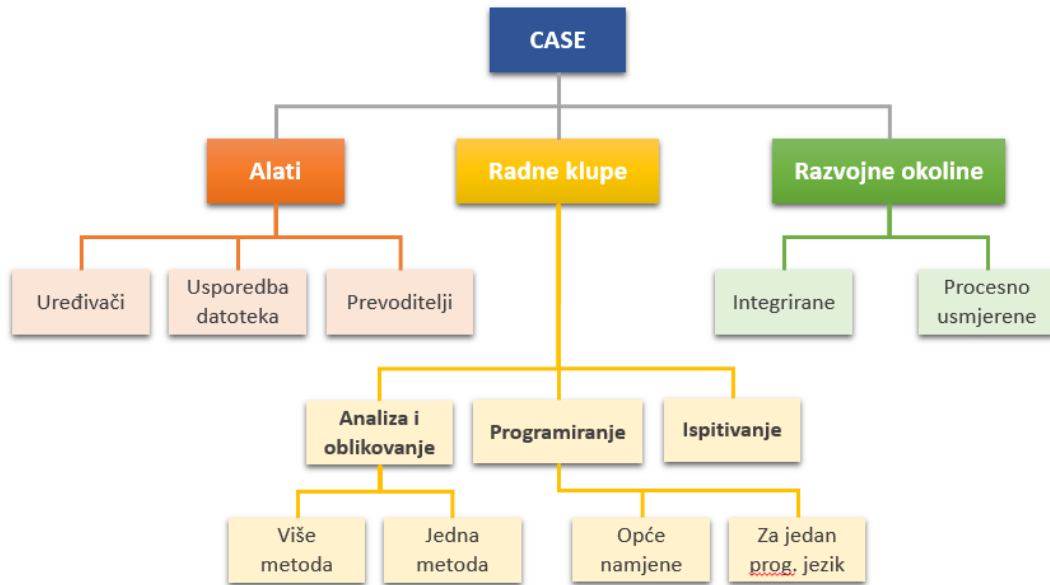 CASE
Alati
Radne klupe
Razvojne okoline
Uređivači
Usporedba
datoteka
Prevoditelji
Integrirane
Procesno
usmjerene
Analiza i
oblikovanje
Programiranje
Ispitivanje
Više
metoda
Jedna
metoda
Opće
namjene
Za jedan
prog. jezik